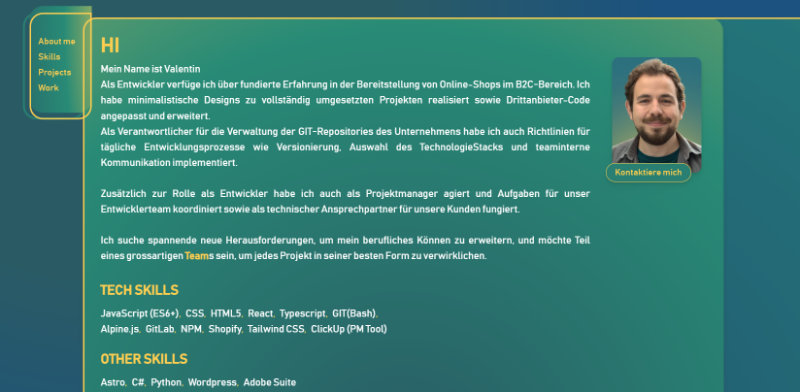 About me
Skills
Projects
Work
HI
Mein Name ist Valentin
Als Entwickler verfüge ich über fundierte Erfahrung in der Bereitstellung von Online-Shops im B2C-Bereich. Ich
habe minimalistische Designs zu vollständig umgesetzten Projekten realisiert sowie Drittanbieter-Code
angepasst und erweitert.
Als Verantwortlicher für die Verwaltung der GIT-Repositories des Unternehmens habe ich auch Richtlinien für
tägliche Entwicklungsprozesse wie Versionierung, Auswahl des TechnologieStacks und teaminterne
Kommunikation implementiert.
Zusätzlich zur Rolle als Entwickler habe ich auch als Projektmanager agiert und Aufgaben für unser
Entwicklerteam koordiniert sowie als technischer Ansprechpartner für unsere Kunden fungiert.
Ich suche spannende neue Herausforderungen, um mein berufliches Können zu erweitern, und möchte Teil
eines grossartigen Teams sein, um jedes Projekt in seiner besten Form zu verwirklichen.
Kontaktiere mich
TECH SKILLS
JavaScript (ES6+), CSS, HTML5, React, Typescript, GIT(Bash),
Alpine.js, GitLab, NPM, Shopify, Tailwind CSS, ClickUp (PM Tool)
OTHER SKILLS
Astro, C#, Python, Wordpress, Adobe Suite